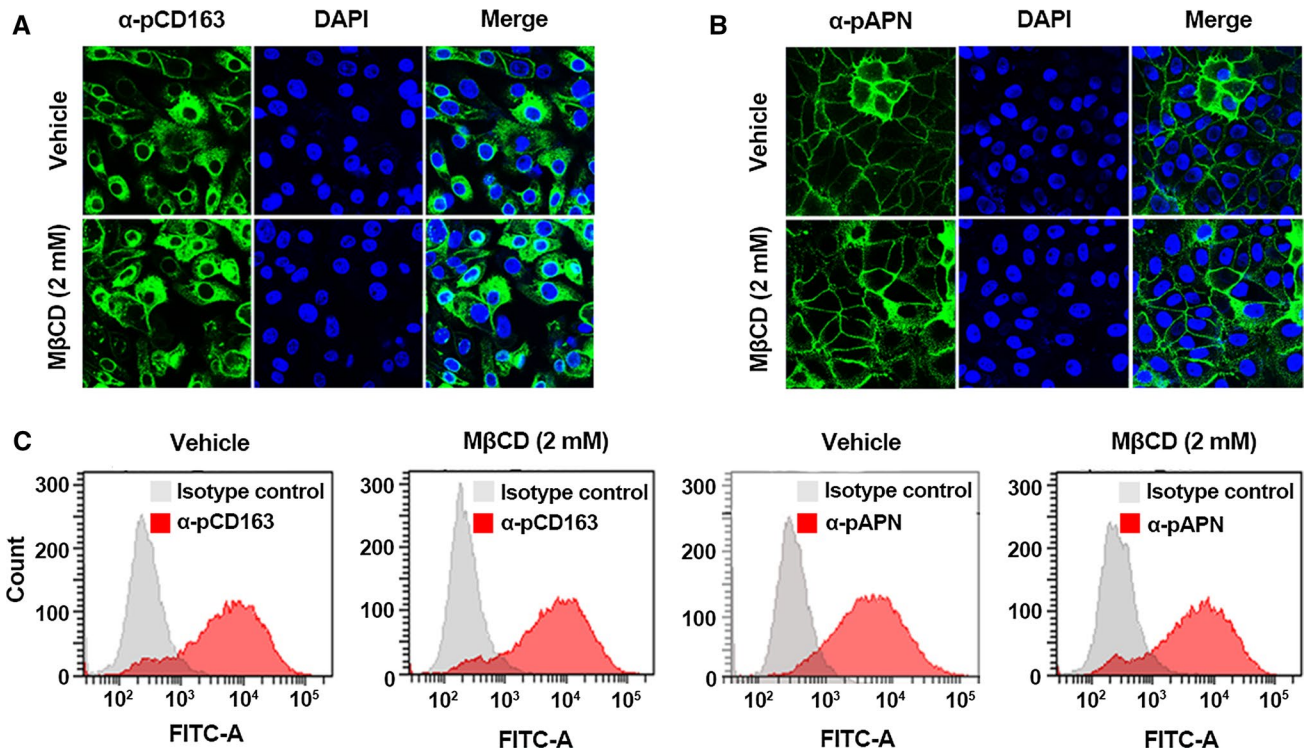 A
α-pCD163 DAPI Merge
Vehicle
MβCD (2 mM)
B
α-pAPN DAPI Merge
Vehicle
MβCD (2 mM)
C
Vehicle
Count
300
200
100
0
Isotype control
α-pCD163
10² 10³ 10⁴ 10⁵
FITC-A
MβCD (2 mM)
300
200
100
0
Isotype control
α-pCD163
10² 10³ 10⁴ 10⁵
FITC-A
Vehicle
300
200
100
0
Isotype control
α-pAPN
10² 10³ 10⁴ 10⁵
FITC-A
MβCD (2 mM)
300
200
100
0
Isotype control
α-pAPN
10² 10³ 10⁴ 10⁵
FITC-A